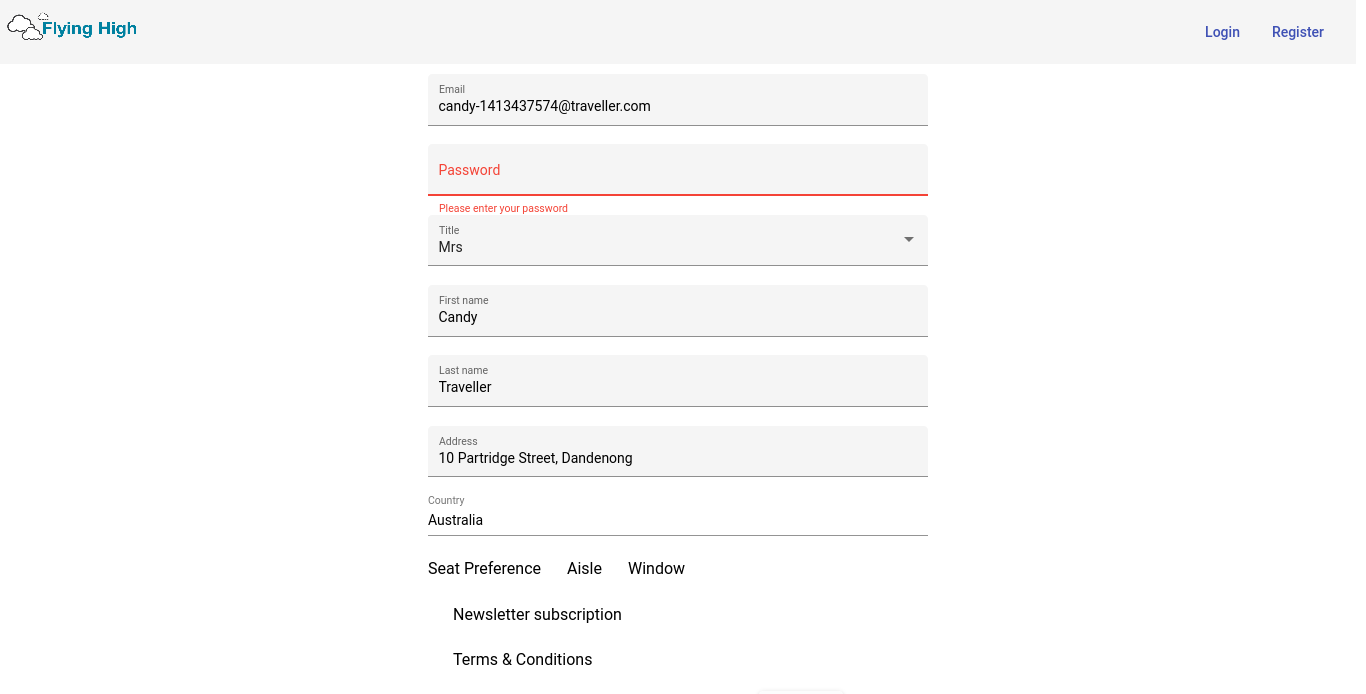 Flying High
Login Register
Email
candy-1413437574@traveller.com
Password
Please enter your password
Title
Mrs
First name
Candy
Last name
Traveller
Address
10 Partridge Street, Dandenong
Country
Australia
Seat Preference Aisle Window
Newsletter subscription
Terms & Conditions